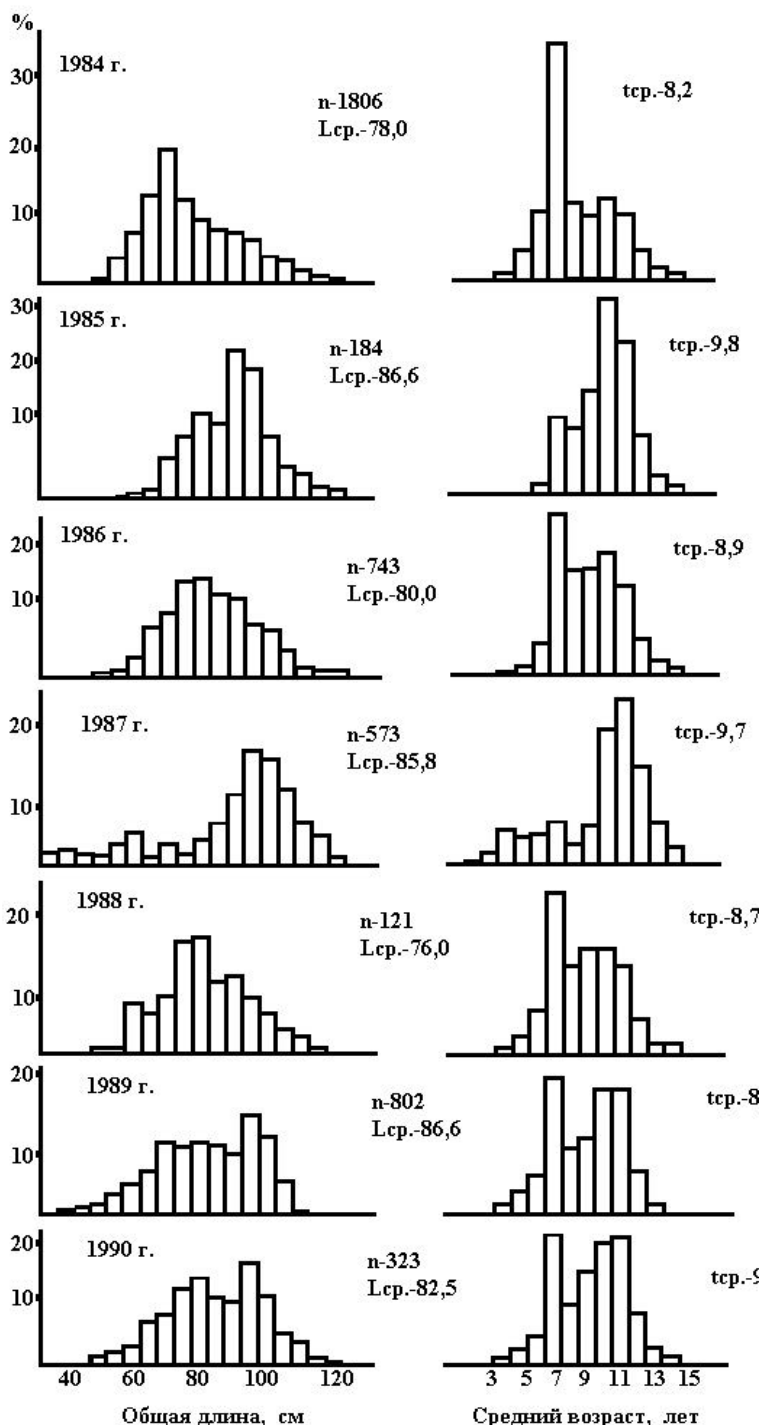 %
1984 г.
30
20
10
n-1806
Lср.-78,0
tср.-8,2
30
1985 г.
20
10
n-184
Lср.-86,6
tср.-9,8
1986 г.
20
10
n-743
Lср.-80,0
tср.-8,9
1987 г.
20
10
n-573
Lср.-85,8
tср.-9,7
1988 г.
20
10
n-121
Lср.-76,0
tср.-8,7
1989 г.
20
10
n-802
Lср.-86,6
tср.-8
1990 г.
20
10
n-323
Lср.-82,5
tср.-9
40 60 80 100 120
3 5 7 9 11 13 15
Общая длина, см
Средний возраст, лет